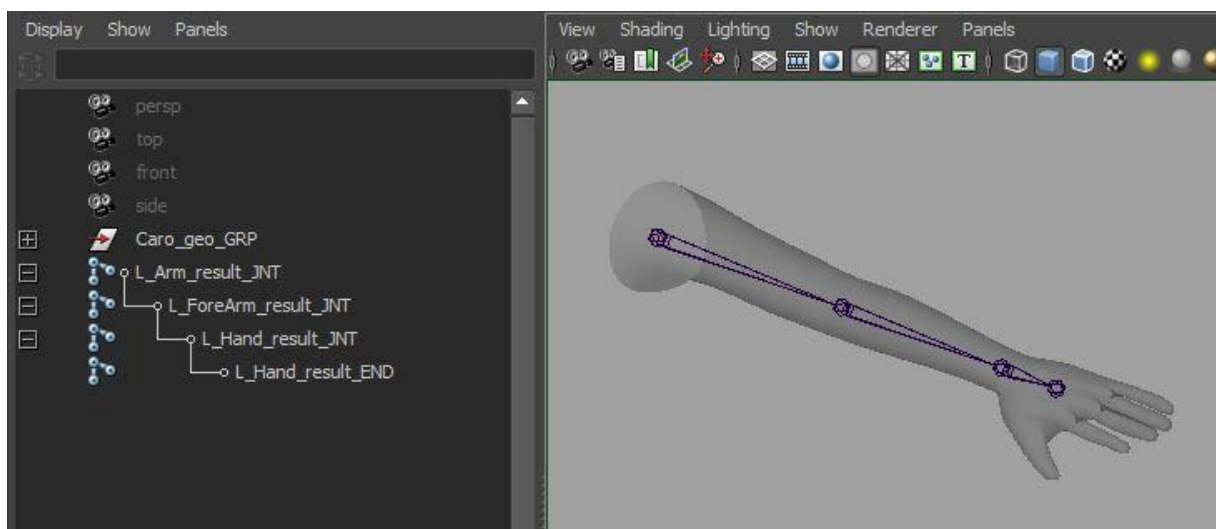 Display Show Panels
persp
top
front
side
Caro_geo_GRP
L_Arm_result_JNT
L_ForeArm_result_JNT
L_Hand_result_JNT
L_Hand_result_END
View Shading Lighting Show Renderer Panels
T